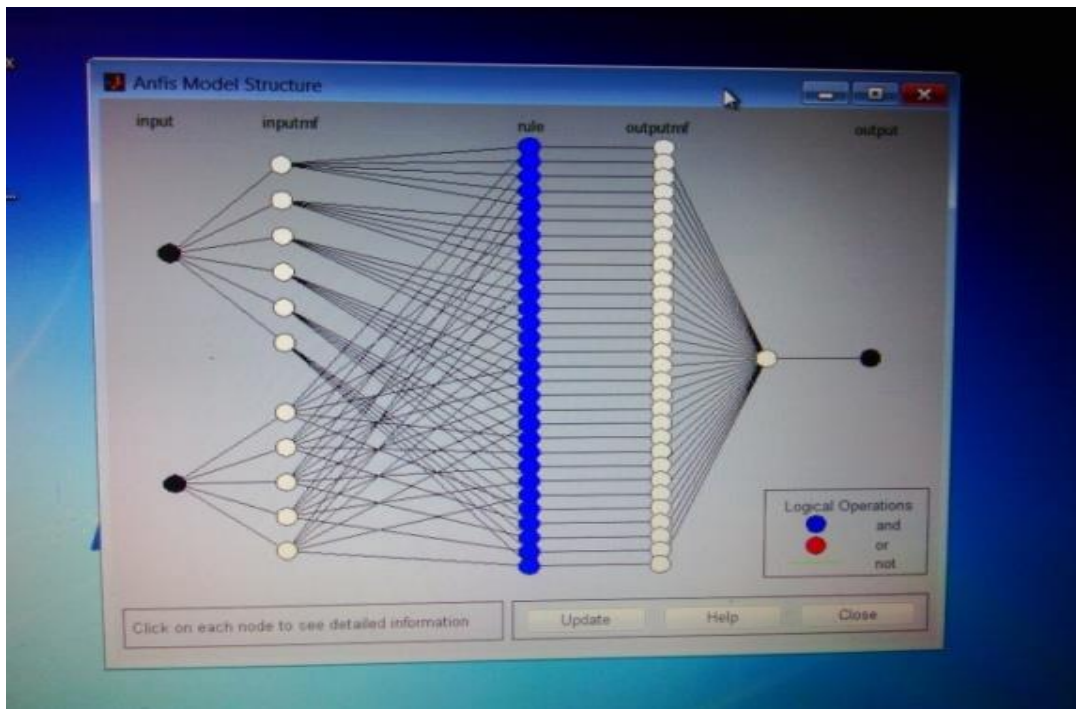 Anfis Model Structure
input inputmf rule outputmf output
Logical Operations
and
or
not
Click on each node to see detailed information
Update Help Close